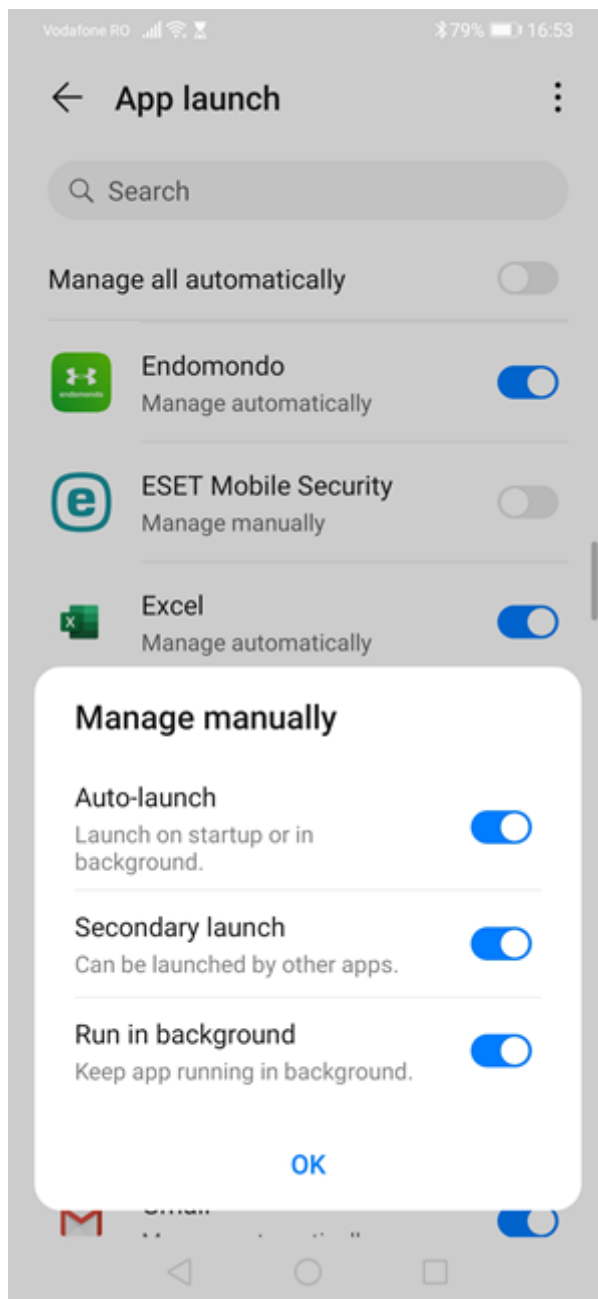 Vodafone RO 79% 16:53
App launch
Search
Manage all automatically
Endomondo
Manage automatically
endomondo
ESET Mobile Security
Manage manually
e
Excel
Manage automatically
X
Manage manually
Auto-launch
Launch on startup or in
background.
Secondary launch
Can be launched by other apps.
Run in background
Keep app running in background.
OK